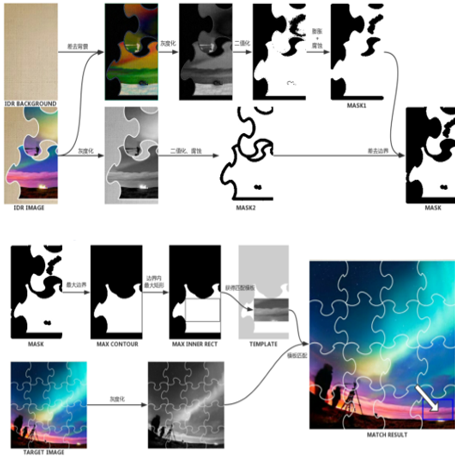 差去背景
灰度化
二值化
膨胀
+
腐蚀
IDR BACKGROUND
MASK1
灰度化
二值化、腐蚀
差去边界
IDR IMAGE
MASK2
MASK
最大边界
边界内
最大矩形
获得匹配模板
MASK
MAX CONTOUR
MAX INNER RECT
TEMPLATE
模板匹配
灰度化
MATCH RESULT
TARGET IMAGE